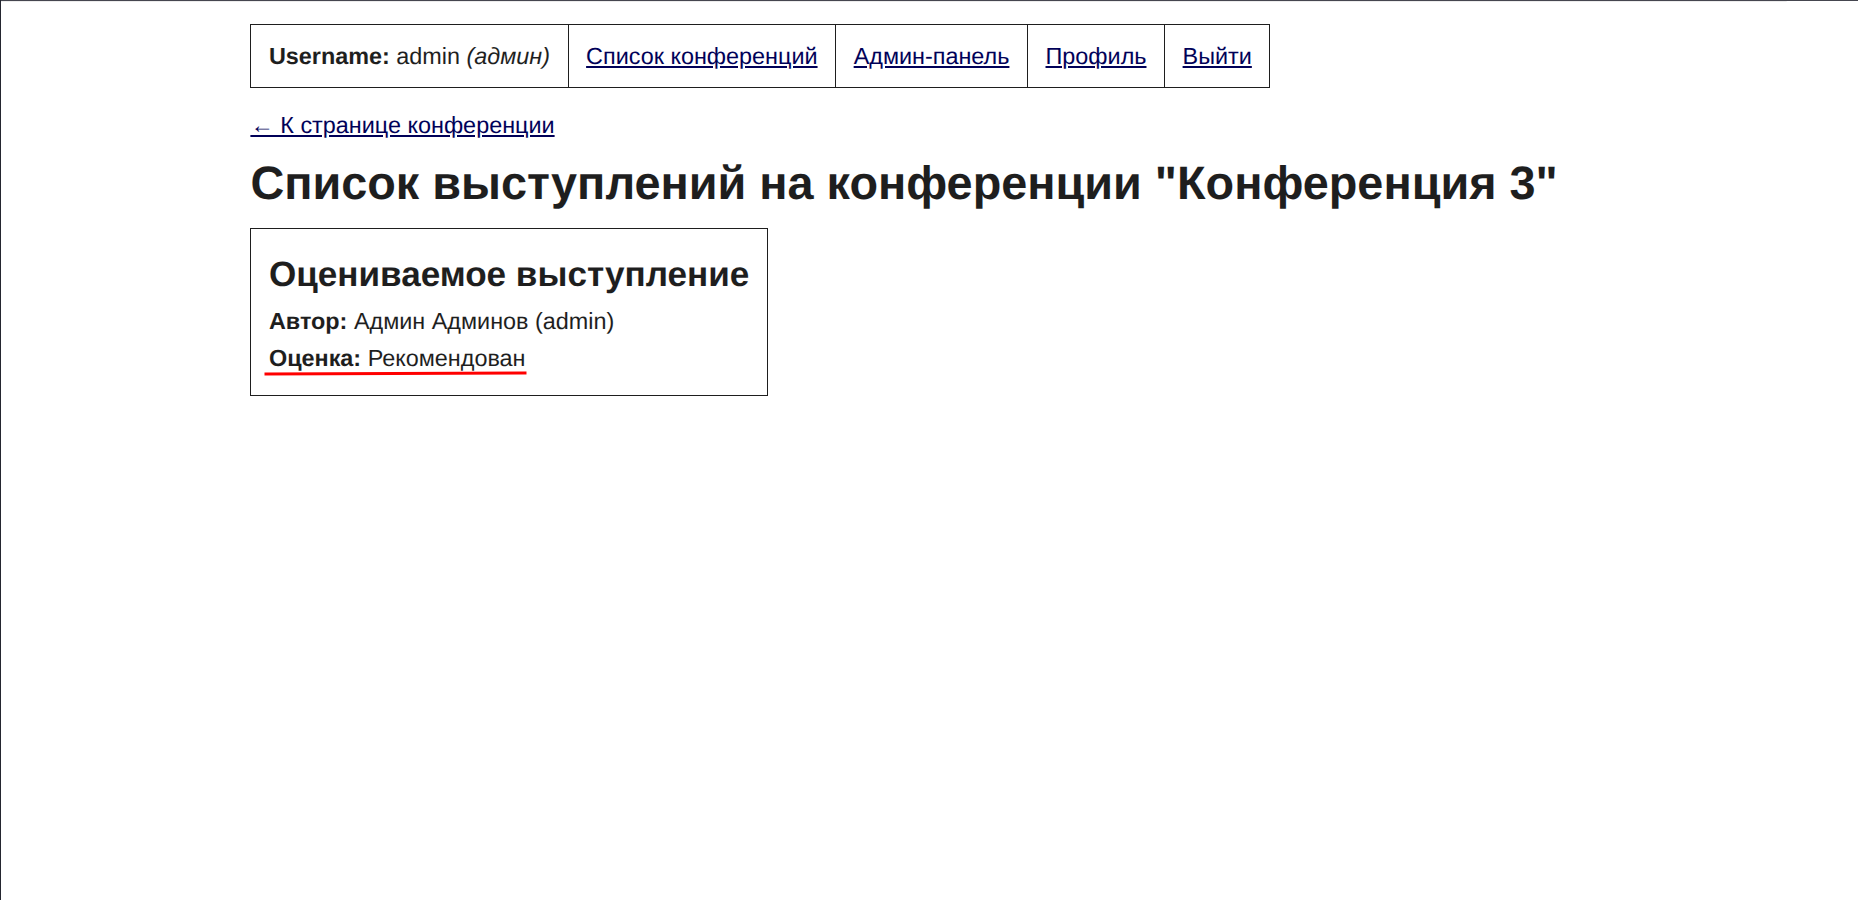 Username: admin (админ) Список конференций Админ-панель Профиль Выйти
← К странице конференции
Список выступлений на конференции "Конференция 3"
Оцениваемое выступление
Автор: Админ Админов (admin)
Оценка: Рекомендован